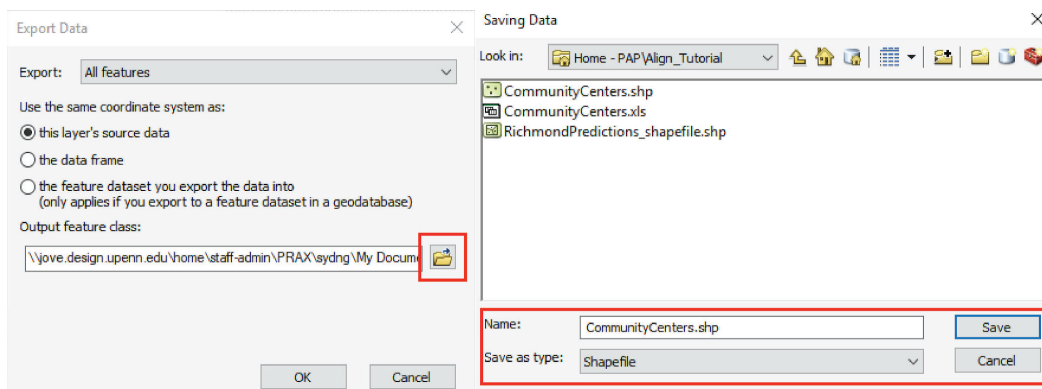 Export Data
Export: All features
Use the same coordinate system as:
this layer's source data
the data frame
the feature dataset you export the data into
(only applies if you export to a feature dataset in a geodatabase)
Output feature class:
\\jove.design.upenn.edu\home\staff-admin\PRAX\sydng\My Docume
OK Cancel
Saving Data
Look in: Home - PAP\Align_Tutorial
CommunityCenters.shp
CommunityCenters.xls
RichmondPredictions_shapefile.shp
Name: CommunityCenters.shp Save
Save as type: Shapefile Cancel